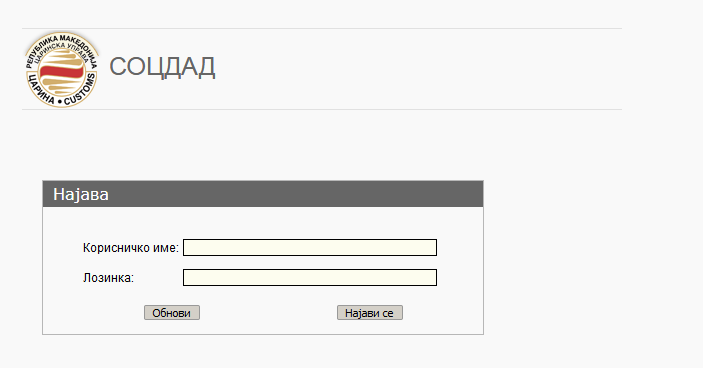 РЕПУБЛИКА МАКЕДОНИЈА
ЦАРИНСКА УПРАВА
ЦАРИНА • CUSTOMS
СОЦДАД
Најава
Корисничко име:
Лозинка:
Обнови Најави се